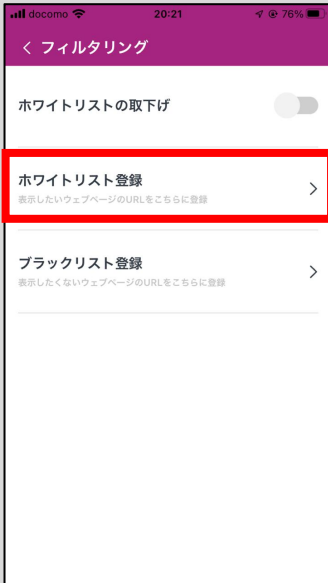 docomo 20:21 76%
フィルタリング
ホワイトリストの取下げ
ホワイトリスト登録
表示したいウェブページのURLをこちらに登録
ブラックリスト登録
表示したくないウェブページのURLをこちらに登録